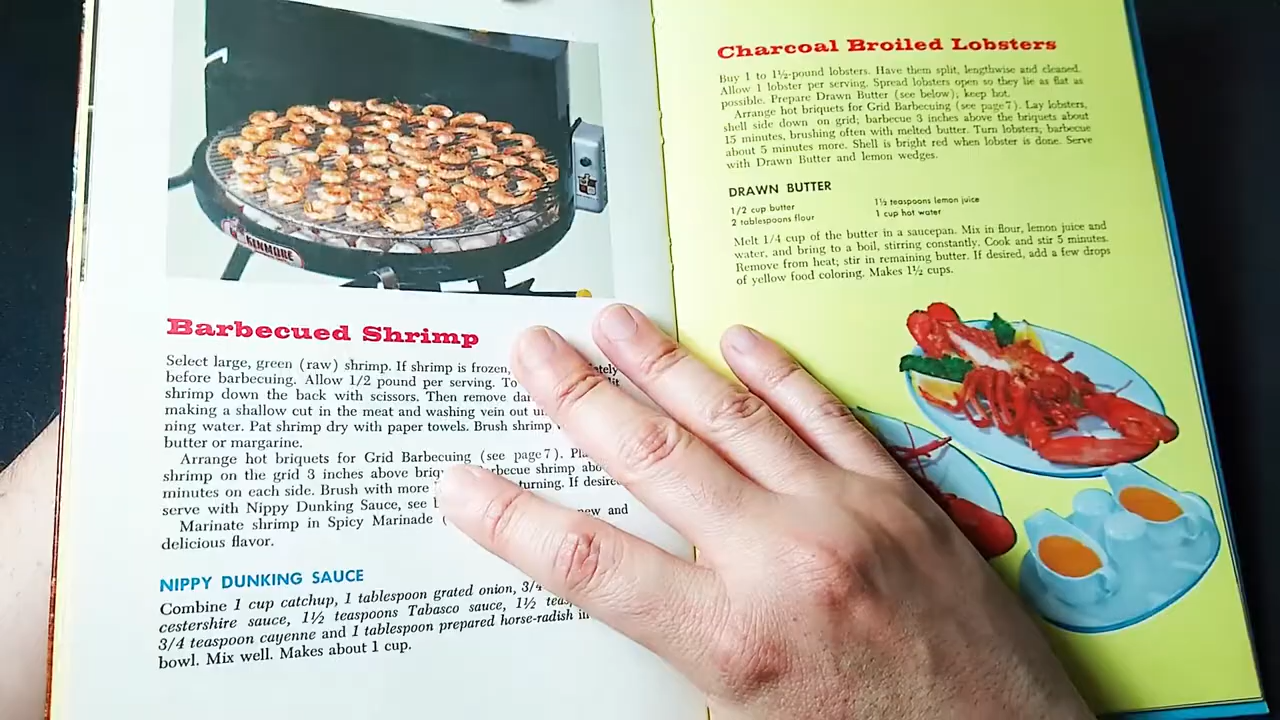 KENMORE
Barbecued Shrimp
Select large, green (raw) shrimp. If shrimp is frozen,
before barbecuing. Allow 1/2 pound per serving. To
shrimp down the back with scissors. Then remove
making a shallow cut in the meat and washing vein out
ning water. Pat shrimp dry with paper towels. Brush shrimp
butter or margarine.
Arrange hot briquets for Grid Barbecuing (see page 7).
shrimp on the grid 3 inches above shrimp
minutes on each side. Brush with more turning. If
serve with Nippy Dunking Sauce, see
Marinate shrimp in Spicy Marinade ( and
delicious flavor.
NIPPY DUNKING SAUCE
Combine 1 cup catchup, 1 tablespoon grated onion,
cestershire sauce, 1½ teaspoons Tabasco sauce, 1½
3/4 teaspoon cayenne and 1 tablespoon prepared horse-radish
bowl. Mix well. Makes about 1 cup.
Charcoal Broiled Lobsters
Buy 1 to 1½-pound lobsters. Have them split, lengthwise and cleaned.
Allow 1 lobster per serving. Spread lobsters open so they lie as flat as
possible. Prepare Drawn Butter (see below); keep hot.
Arrange hot briquets for Grid Barbecuing (see page 7). Lay lobsters,
shell side down on grid; barbecue 3 inches above the briquets about
15 minutes, brushing often with melted butter. Turn lobsters; barbecue
about 5 minutes more. Shell is bright red when lobster is done. Serve
with Drawn Butter and lemon wedges.
DRAWN BUTTER
1/2 cup butter
2 tablespoons flour
1½ teaspoons lemon juice
1 cup hot water
Melt 1/4 cup of the butter in a saucepan. Mix in flour, lemon juice and
water, and bring to a boil, stirring constantly. Cook and stir 5 minutes.
Remove from heat; stir in remaining butter. If desired, add a few drops
of yellow food coloring. Makes 1½ cups.